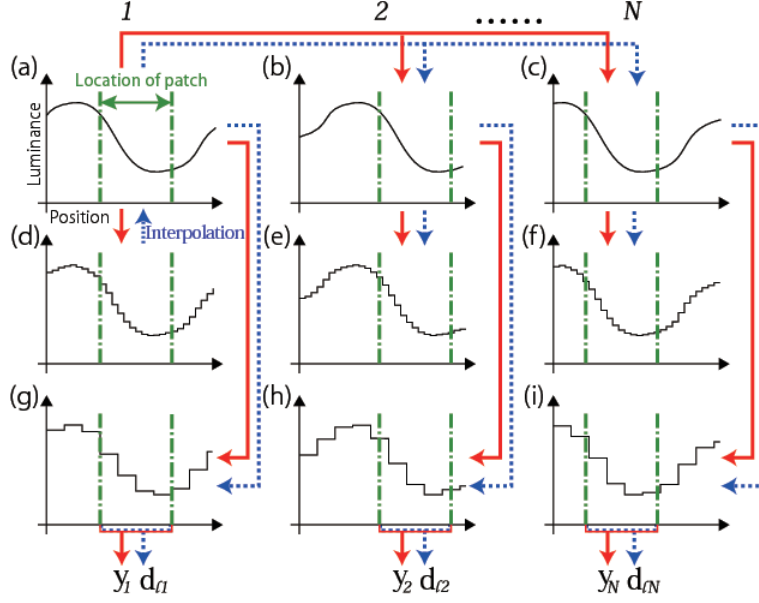 1 2 ...... N
(a) Location of patch (b) (c)
Luminance
Position
Interpolation
(d) (e) (f)
(g) (h) (i)
y1 dℓ1 y2 dℓ2 yN dℓN